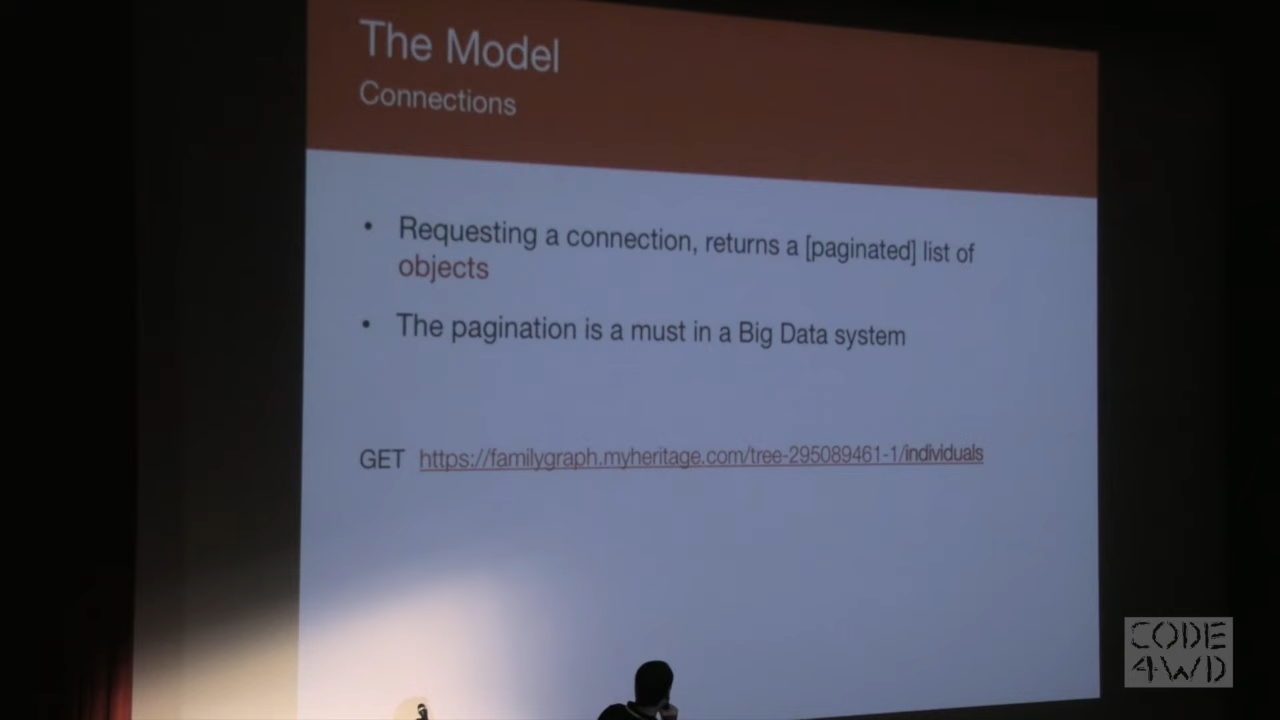 The Model
Connections
• Requesting a connection, returns a [paginated] list of
objects
• The pagination is a must in a Big Data system
GET https://familygraph.myheritage.com/tree-295089461-1/individuals
CODE
4WD